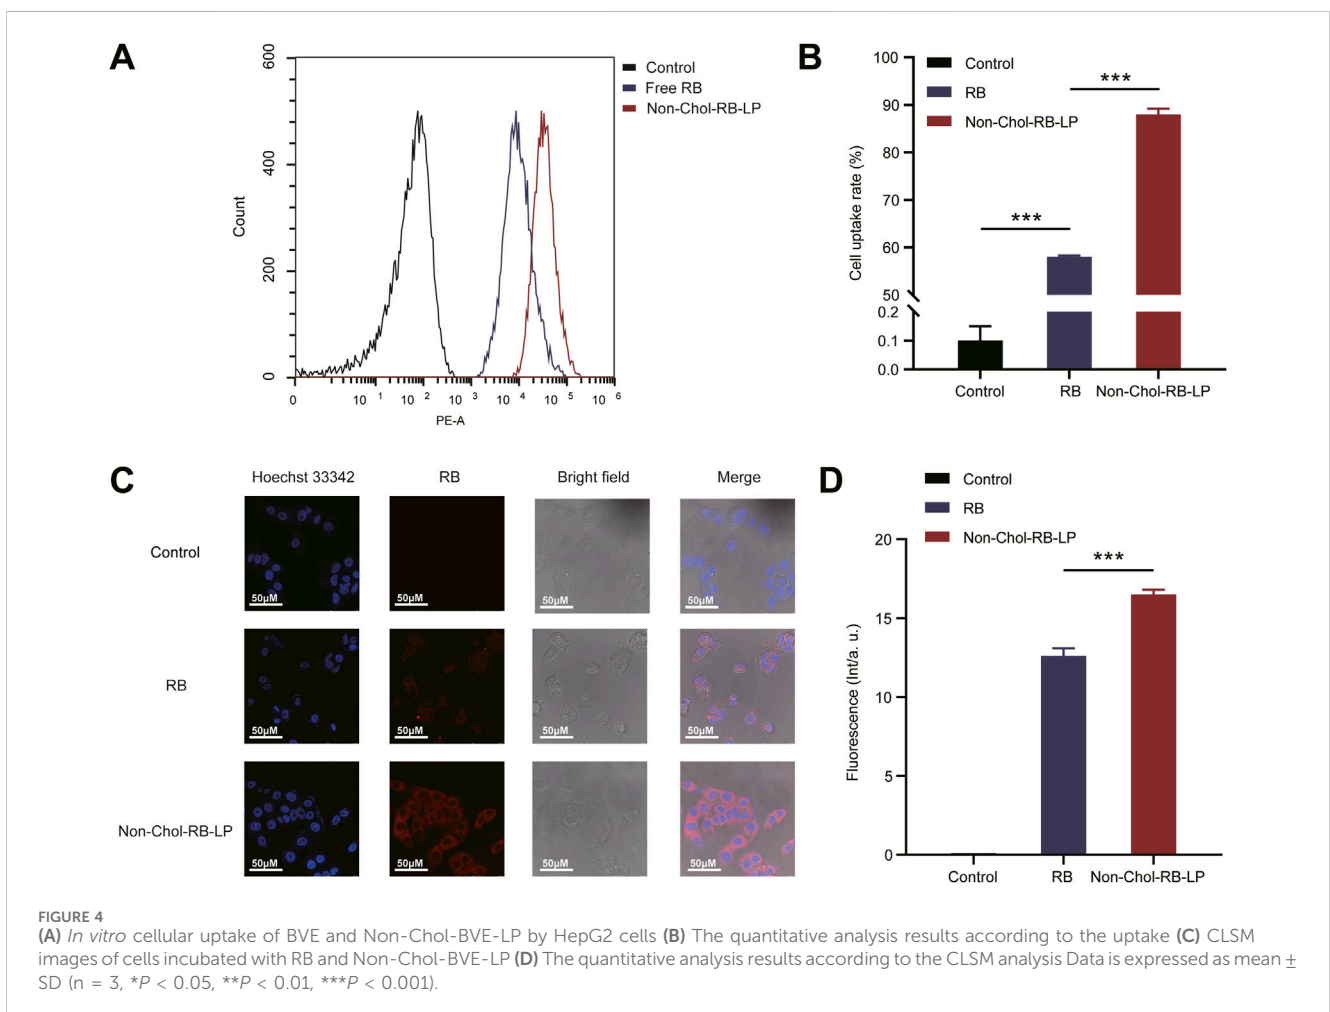 A
600
400
200
0
Count
0
10 1
10 2
10 3
10 4
10 5
10 6
PE-A
Control
Free RB
Non-Chol-RB-LP
B
100
90
80
70
60
50
0.2
0.1
0.0
Cell uptake rate (%)
Control
RB
Non-Chol-RB-LP
***
***
Control
RB
Non-Chol-RB-LP
C
Hoechst 33342
RB
Bright field
Merge
Control
50μM
50μM
50μM
50μM
RB
50μM
50μM
50μM
50μM
Non-Chol-RB-LP
50μM
50μM
50μM
50μM
D
Control
RB
Non-Chol-RB-LP
20
15
10
5
0
Fluorescence (Int/a. u.)
***
Control
RB
Non-Chol-RB-LP
FIGURE 4
(A) In vitro cellular uptake of BVE and Non-Chol-BVE-LP by HepG2 cells (B) The quantitative analysis results according to the uptake (C) CLSM
images of cells incubated with RB and Non-Chol-BVE-LP (D) The quantitative analysis results according to the CLSM analysis Data is expressed as mean ±
SD (n = 3, *P < 0.05, **P < 0.01, ***P < 0.001).